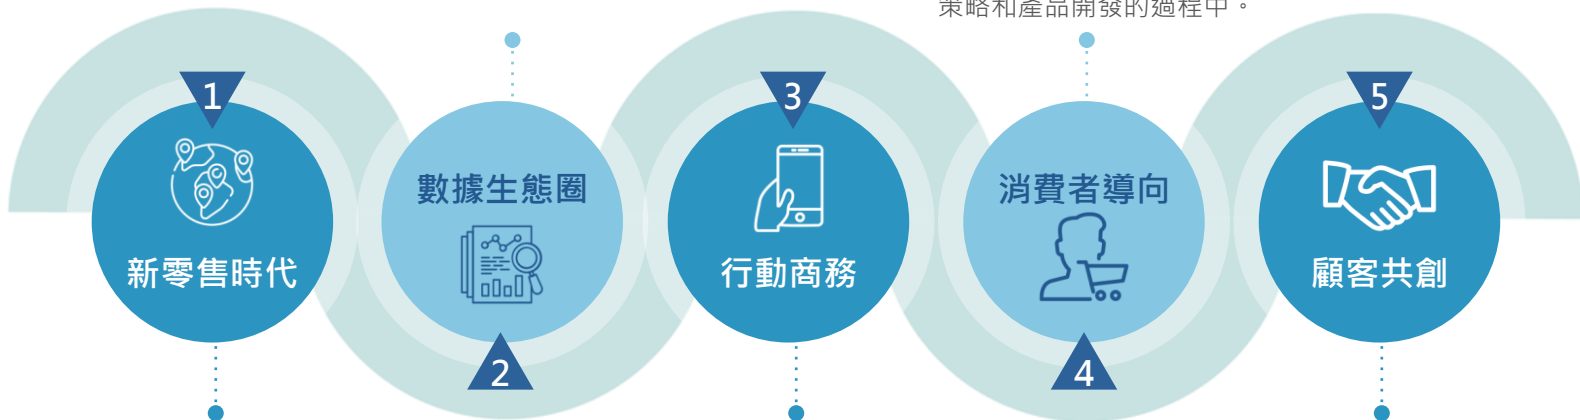 策略和產品開發的過程中。
1
新零售時代
數據生態圈
2
3
行動商務
消費者導向
4
5
顧客共創